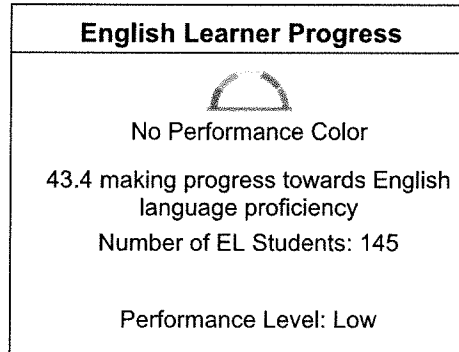 English Learner Progress
No Performance Color
43.4 making progress towards English
language proficiency
Number of EL Students: 145
Performance Level: Low